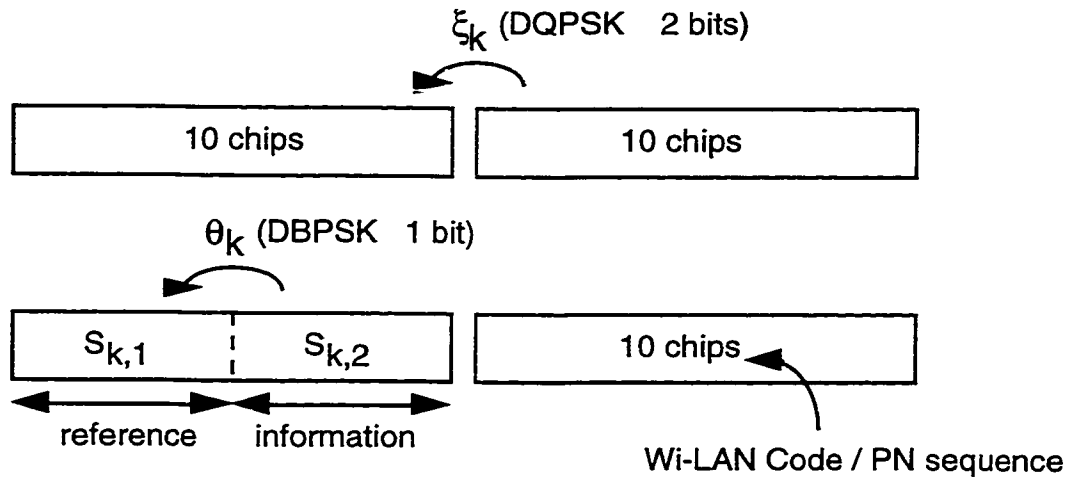 ξk (DQPSK 2 bits)
10 chips
10 chips
θk (DBPSK 1 bit)
Sk,1
Sk,2
10 chips
reference
information
Wi-LAN Code / PN sequence